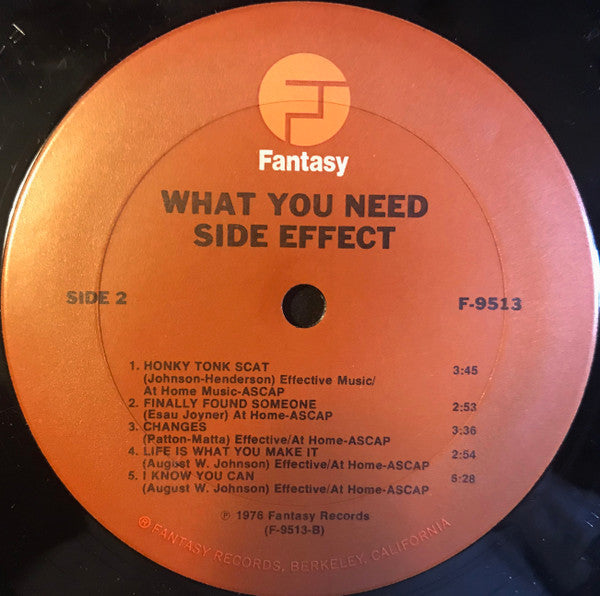 Fantasy
WHAT YOU NEED
SIDE EFFECT
SIDE 2
F-9513
1. HONKY TONK SCAT 3:45
(Johnson-Henderson) Effective Music/
At Home Music-ASCAP
2. FINALLY FOUND SOMEONE 2:53
(Esau Joyner) At Home-ASCAP
3. CHANGES 3:36
(Patton-Matta) Effective/At Home-ASCAP
4. LIFE IS WHAT YOU MAKE IT 2:54
(August W. Johnson) Effective/At Home-ASCAP
5. I KNOW YOU CAN 6:28
(August W. Johnson) Effective/At Home-ASCAP
℗ 1976 Fantasy Records
(F-9513-B)
® FANTASY RECORDS, BERKELEY, CALIFORNIA